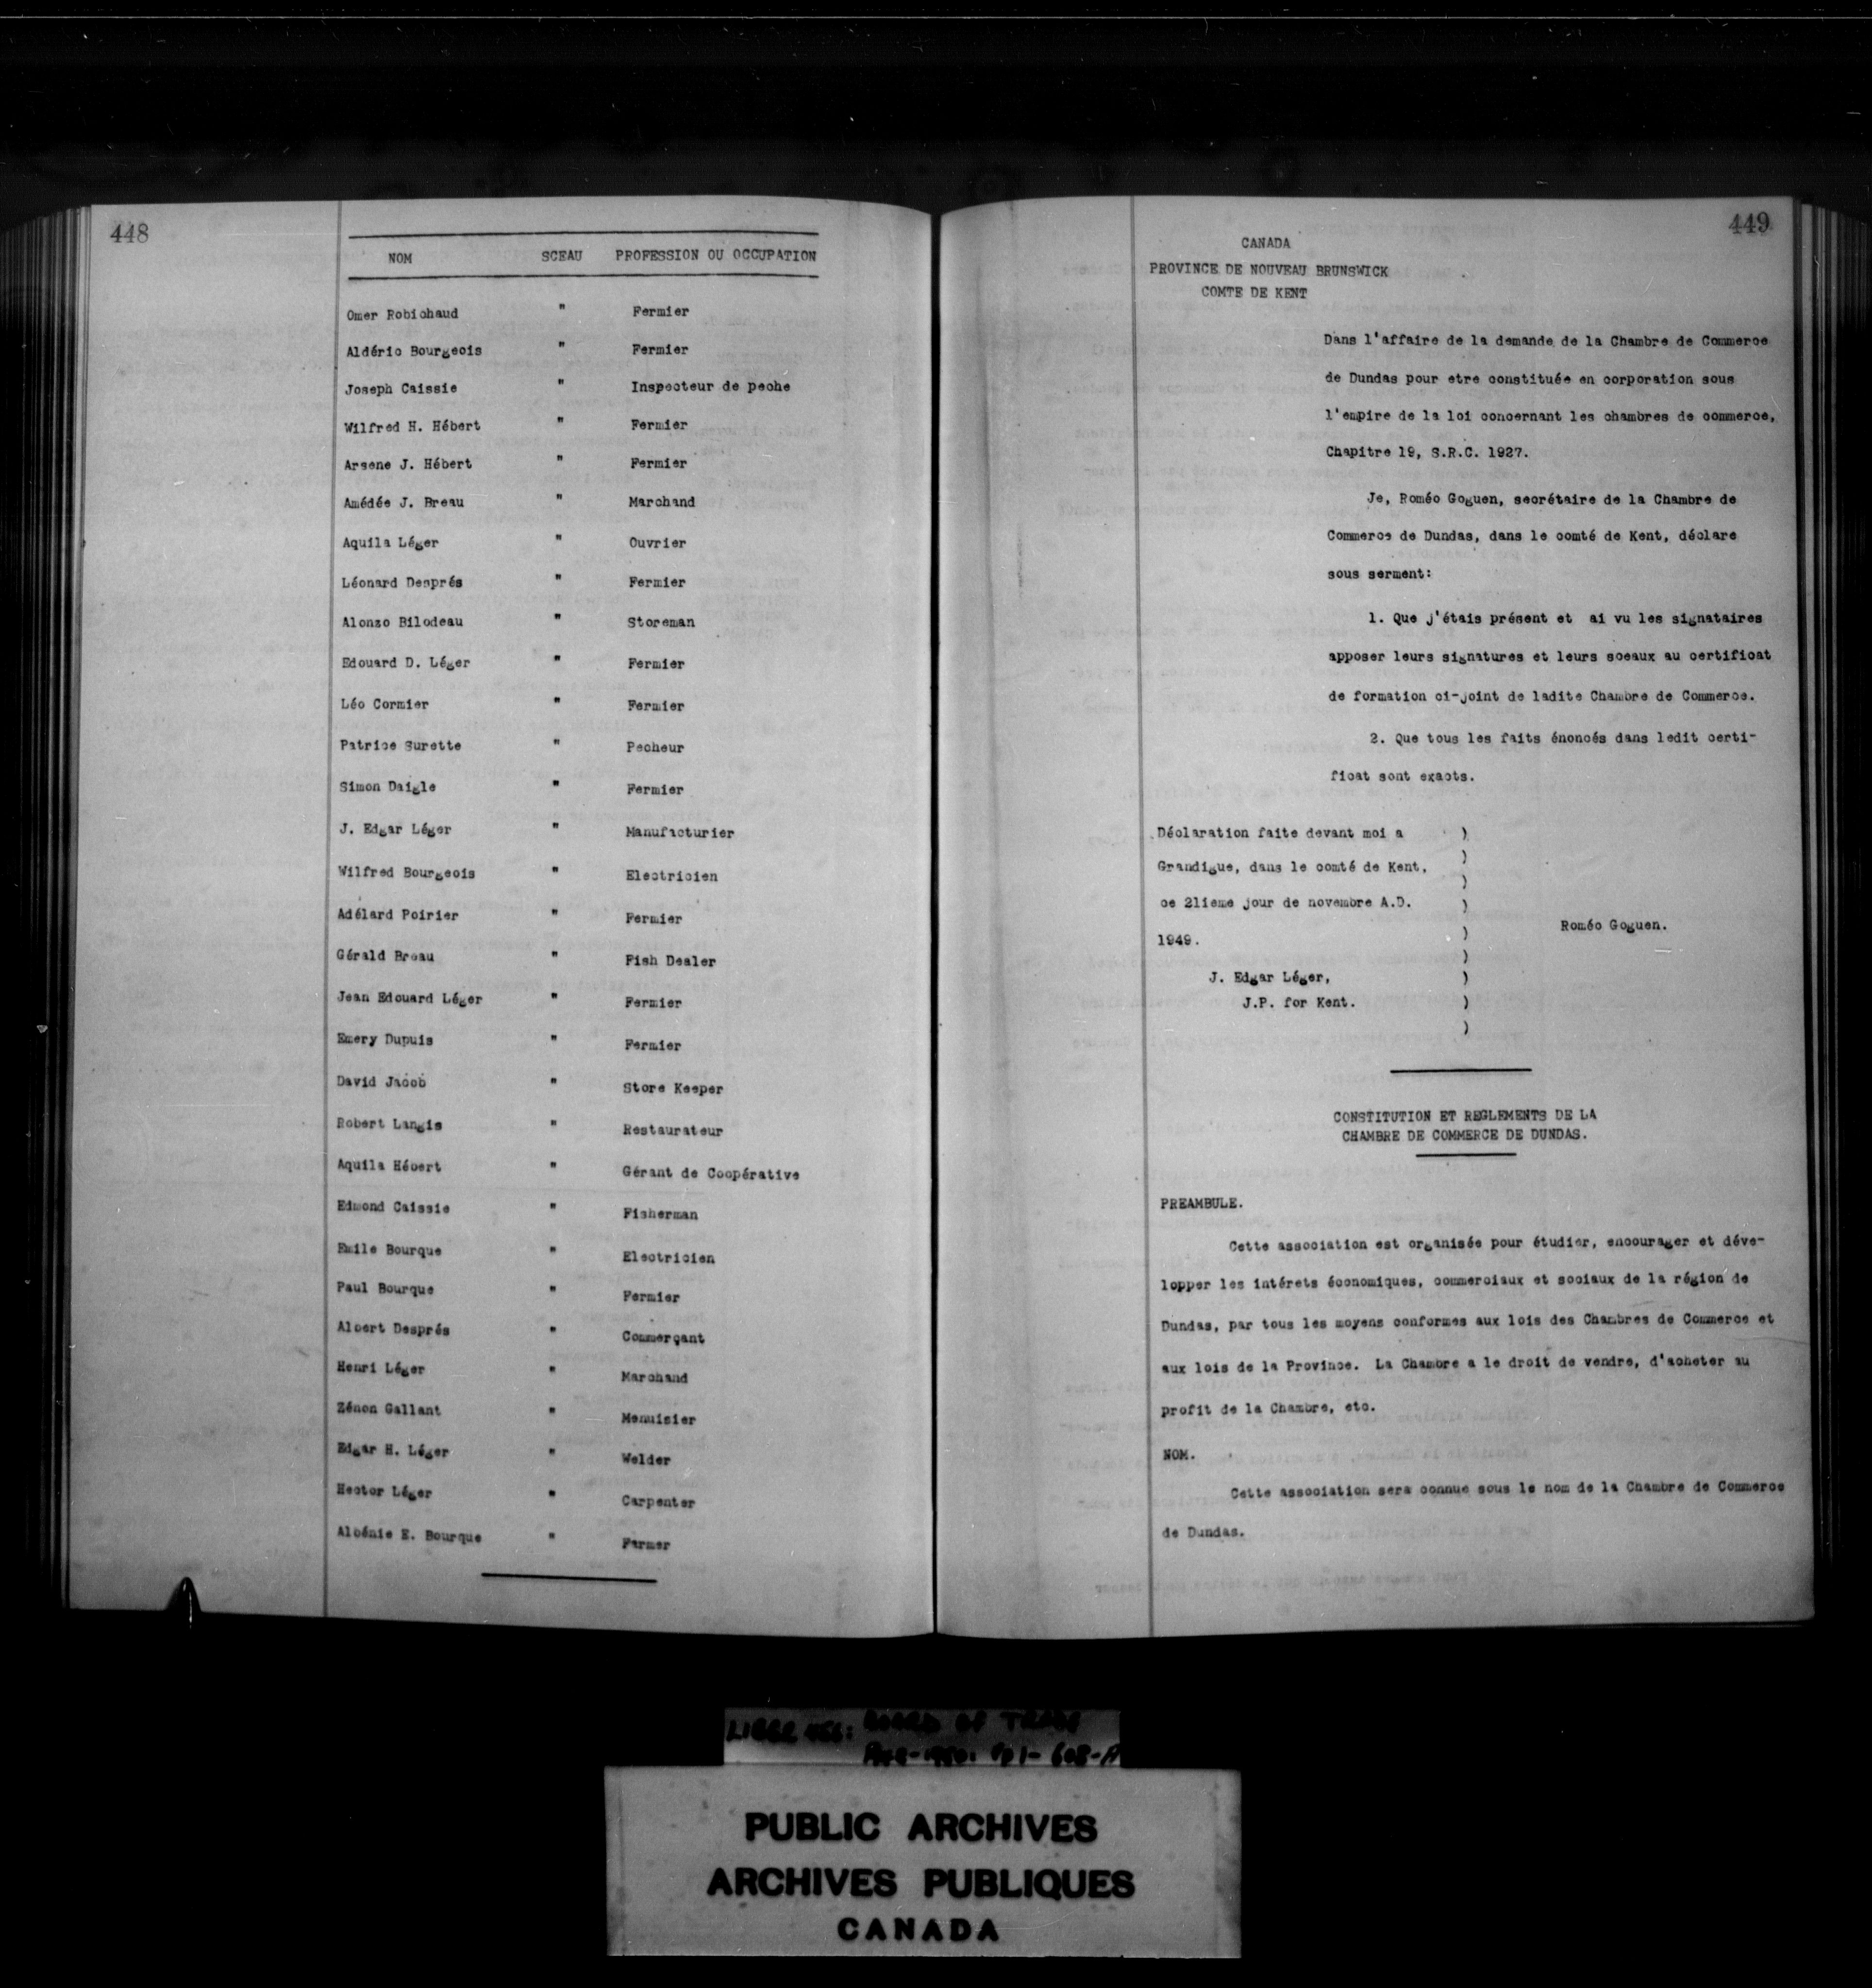 448
NOM SCEAU PROFESSION OU OCCUPATION
Omer Robichaud " Fermier
Aldéric Bourgeois " Fermier
Joseph Caissie " Inspecteur de peche
Wilfred H. Hébert " Fermier
Arsene J. Hébert " Fermier
Amédée J. Breau " Marchand
Aquila Léger " Ouvrier
Léonard Després " Fermier
Alonzo Bilodeau " Storeman
Edouard D. Léger " Fermier
Léo Cormier " Fermier
Patrice Surette " Pecheur
Simon Daigle " Fermier
J. Edgar Léger " Manufacturier
Wilfred Bourgeois " Electricien
Adélard Poirier " Fermier
Gérald Breau " Fish Dealer
Jean Edouard Léger " Fermier
Emery Dupuis " Fermier
David Jacob " Store Keeper
Robert Langis " Restaurateur
Aquila Hébert " Gérant de Coopérative
Edmond Caissie " Fisherman
Emile Bourque " Electricien
Paul Bourque " Fermier
Albert Després " Commerçant
Henri Léger " Marchand
Zénon Gallant " Menuisier
Edgar H. Léger " Welder
Hector Léger " Carpenter
Albénie E. Bourque " Farmer
449
CANADA
PROVINCE DE NOUVEAU BRUNSWICK
COMTE DE KENT
Dans l'affaire de la demande de la Chambre de Commerce
de Dundas pour etre constituée en corporation sous
l'empire de la loi concernant les chambres de commerce,
Chapitre 19, S.R.C. 1927.
Je, Roméo Goguen, secrétaire de la Chambre de
Commerce de Dundas, dans le comté de Kent, déclare
sous serment:
1. Que j'étais présent et ai vu les signataires
apposer leurs signatures et leurs sceaux au certificat
de formation ci-joint de ladite Chambre de Commerce.
2. Que tous les faits énoncés dans ledit certi-
ficat sont exacts.
Déclaration faite devant moi a )
)
Grandigue, dans le comté de Kent,
)
ce 21ieme jour de novembre A.D. )
1949. ) Roméo Goguen.
)
J. Edgar Léger, )
J.P. for Kent. )
)
CONSTITUTION ET REGLEMENTS DE LA
CHAMBRE DE COMMERCE DE DUNDAS.
PREAMBULE.
Cette association est organisée pour étudier, encourager et déve-
lopper les intérets économiques, commerciaux et sociaux de la région de
Dundas, par tous les moyens conformes aux lois des Chambres de Commerce et
aux lois de la Province. La Chambre a le droit de vendre, d'acheter au
profit de la Chambre, etc.
NOM.
Cette association sera connue sous le nom de la Chambre de Commerce
de Dundas.
BOARD OF TRADE
PUBLIC ARCHIVES
ARCHIVES PUBLIQUES
CANADA